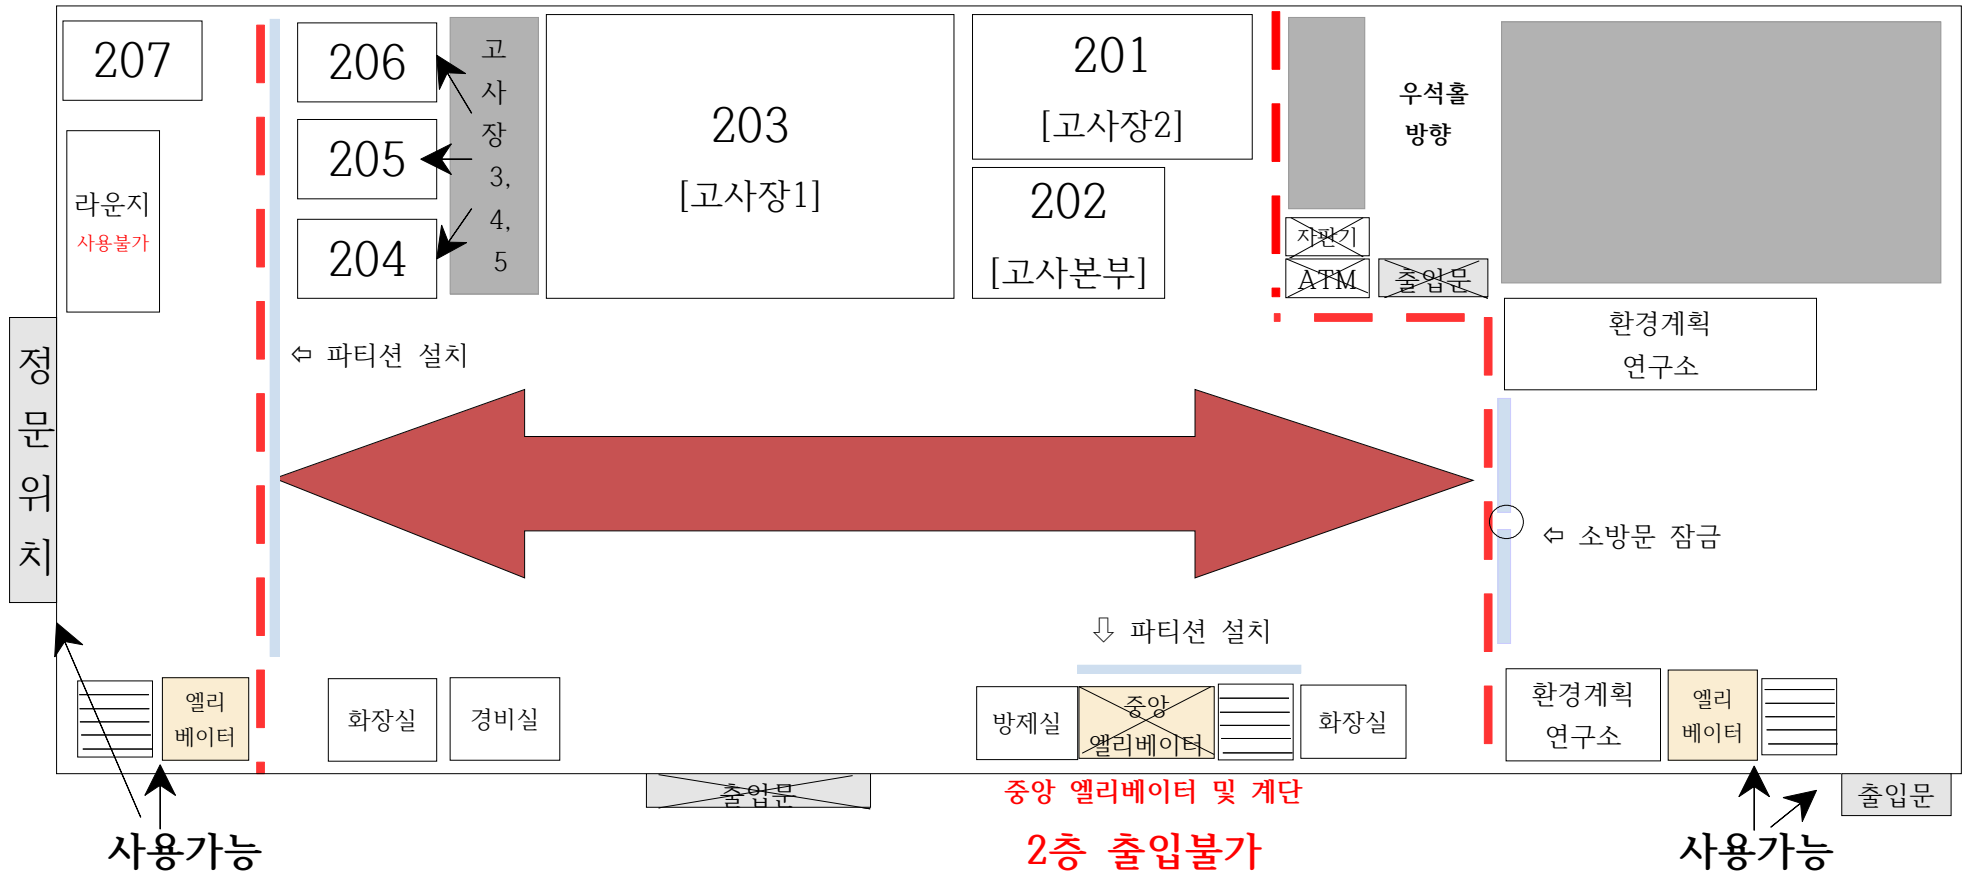 207
라운지
사용불가
정
문
위
치
206
205
204
고
사
장
3,
4,
5
203
[고사장1]
201
[고사장2]
202
[고사본부]
우석홀
방향
자판기
ATM
출입문
환경계획
연구소
⇦ 파티션 설치
⇦ 소방문 잠금
⇩ 파티션 설치
엘리
베이터
화장실
경비실
방제실
중앙
엘리베이터
화장실
환경계획
연구소
엘리
베이터
출입문
중앙 엘리베이터 및 계단
2층 출입불가
출입문
사용가능
사용가능